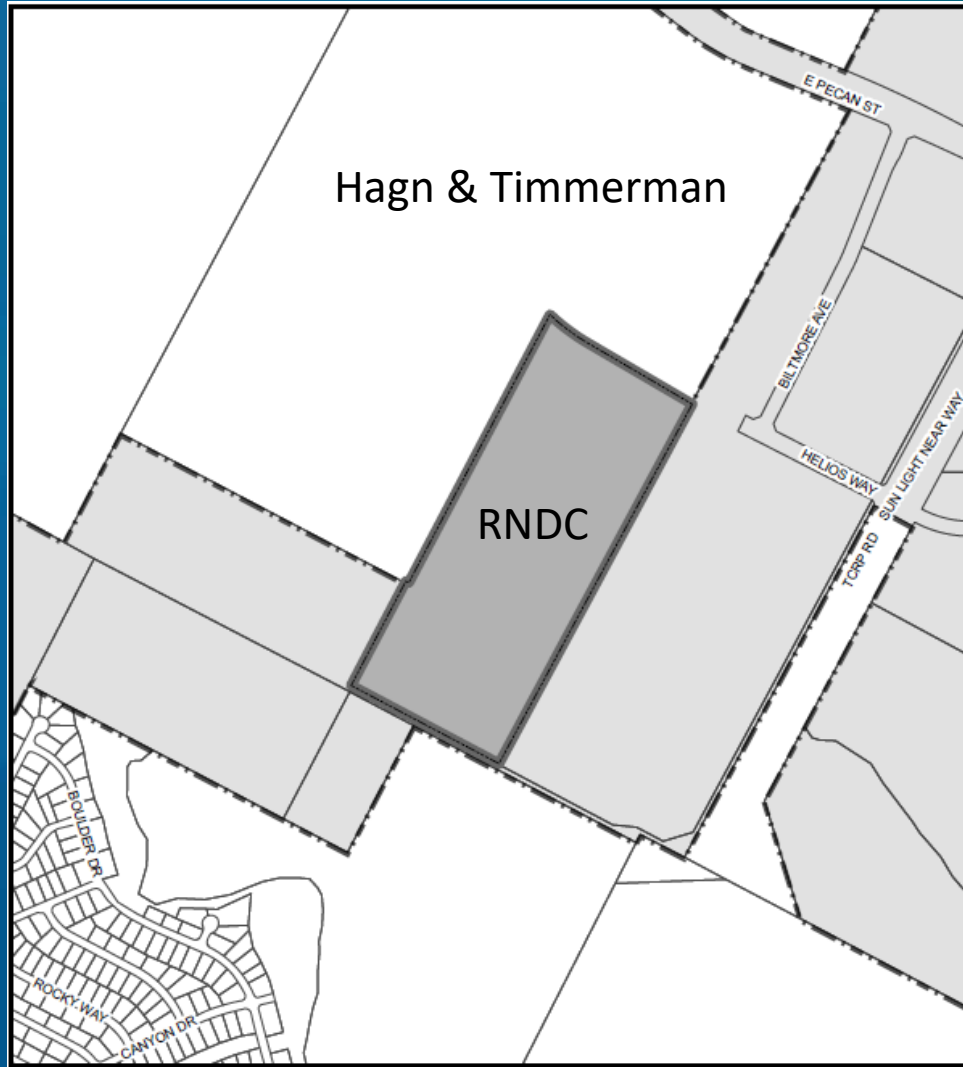 E PECAN ST
Hagn & Timmerman
BILTMORE AVE
SUN LIGHT NEAR WAY
HELIOS WAY
RNDC
TCRP RD
BOULDER DR
ROCKY WAY
CANYON DR